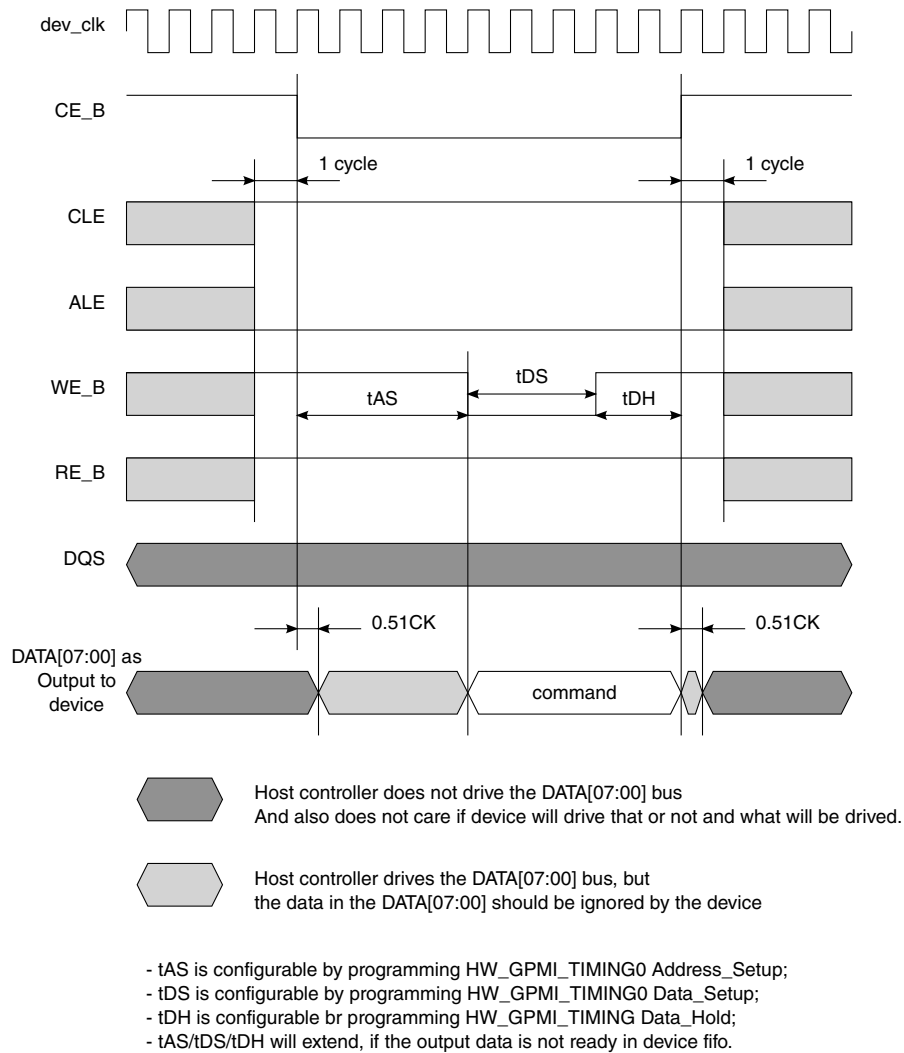 dev_clk
CE_B
1 cycle
1 cycle
CLE
ALE
WE_B
tDS
tAS
tDH
RE_B
DQS
0.51CK
0.51CK
DATA[07:00] as
Output to
device
command
Host controller does not drive the DATA[07:00] bus
And also does not care if device will drive that or not and what will be drived.
Host controller drives the DATA[07:00] bus, but
the data in the DATA[07:00] should be ignored by the device
- tAS is configurable by programming HW_GPMI_TIMING0 Address_Setup;
- tDS is configurable by programming HW_GPMI_TIMING0 Data_Setup;
- tDH is configurable br programming HW_GPMI_TIMING Data_Hold;
- tAS/tDS/tDH will extend, if the output data is not ready in device fifo.